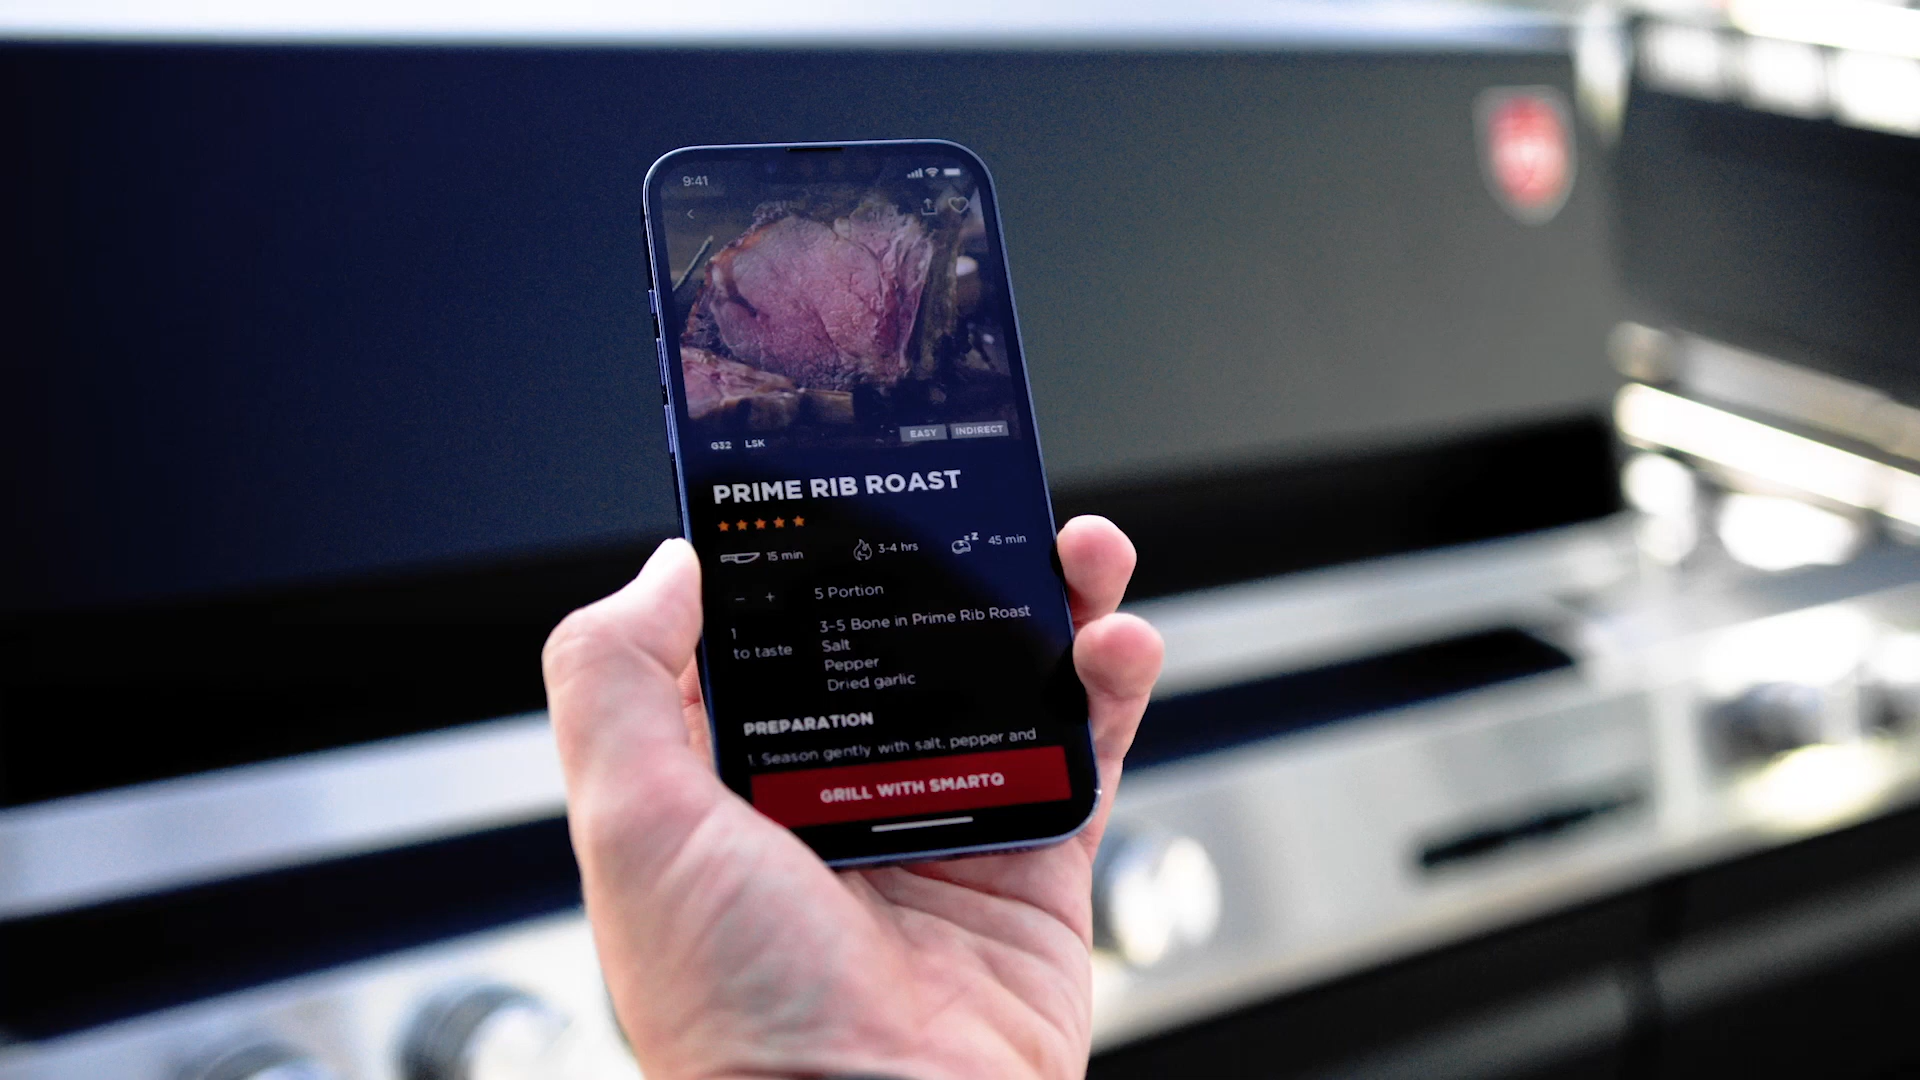 9:41
G32 LSK
EASY INDIRECT
PRIME RIB ROAST
15 min 3-4 hrs 45 min
− + 5 Portion
1 3-5 Bone in Prime Rib Roast
to taste Salt
Pepper
Dried garlic
PREPARATION
1. Season gently with salt, pepper and
GRILL WITH SMARTQ